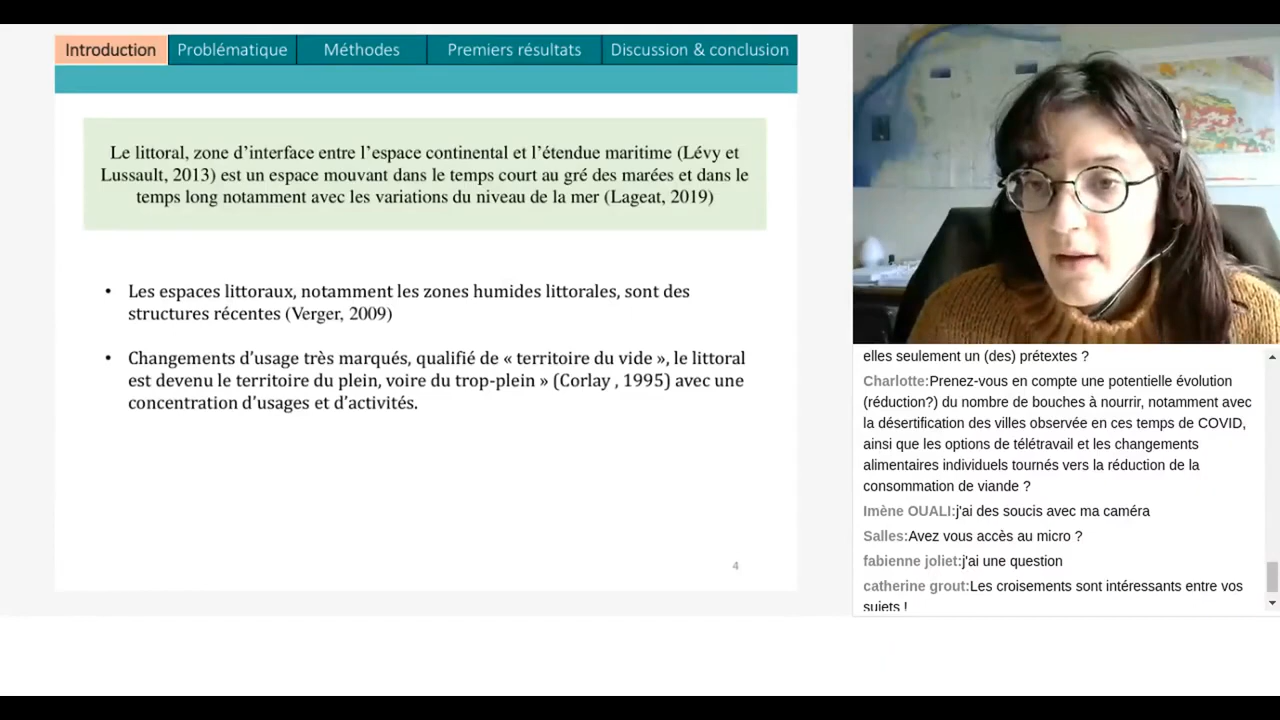 Introduction
Problématique
Méthodes
Premiers résultats
Discussion & conclusion
Le littoral, zone d'interface entre l'espace continental et l'étendue maritime (Lévy et
Lussault, 2013) est un espace mouvant dans le temps court au gré des marées et dans le
temps long notamment avec les variations du niveau de la mer (Lageat, 2019)
• Les espaces littoraux, notamment les zones humides littorales, sont des
structures récentes (Verger, 2009)
• Changements d'usage très marqués, qualifié de « territoire du vide », le littoral
est devenu le territoire du plein, voire du trop-plein » (Corlay , 1995) avec une
concentration d'usages et d'activités.
4
elles seulement un (des) prétextes ?
Charlotte:Prenez-vous en compte une potentielle évolution
(réduction?) du nombre de bouches à nourrir, notamment avec
la désertification des villes observée en ces temps de COVID,
ainsi que les options de télétravail et les changements
alimentaires individuels tournés vers la réduction de la
consommation de viande ?
Imène OUALI:j'ai des soucis avec ma caméra
Salles:Avez vous accès au micro ?
fabienne joliet:j'ai une question
catherine grout:Les croisements sont intéressants entre vos
sujets !